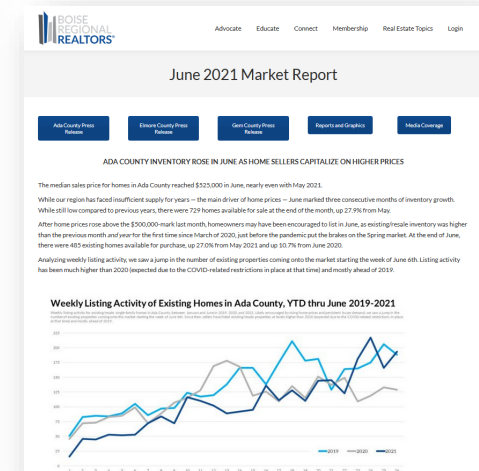 BOISE
REGIONAL
REALTORS®
Advocate Educate Connect Membership Real Estate Topics Login
June 2021 Market Report
Ada County Press
Release
Elmore County Press
Release
Gem County Press
Release
Reports and Graphics
Media Coverage
ADA COUNTY INVENTORY ROSE IN JUNE AS HOME SELLERS CAPITALIZE ON HIGHER PRICES
The median sales price for homes in Ada County reached $525,000 in June, nearly even with May 2021.
While our region has faced insufficient supply for years — the main driver of home prices — June marked three consecutive months of inventory growth.
While still low compared to previous years, there were 729 homes available for sale at the end of the month, up 27.9% from May.
After home prices rose above the $500,000-mark last month, homeowners may have been encouraged to list in June, as existing/resale inventory was higher
than the previous month and year for the first time since March of 2020, just before the pandemic put the brakes on the Spring market. At the end of June,
there were 485 existing homes available for purchase, up 27.0% from May 2021 and up 10.7% from June 2020.
Analyzing weekly listing activity, we saw a jump in the number of existing properties coming onto the market starting the week of June 6th. Listing activity
has been much higher than 2020 (expected due to the COVID-related restrictions in place at that time) and mostly ahead of 2019.
Weekly Listing Activity of Existing Homes in Ada County, YTD thru June 2019-2021
2019 2020 2021